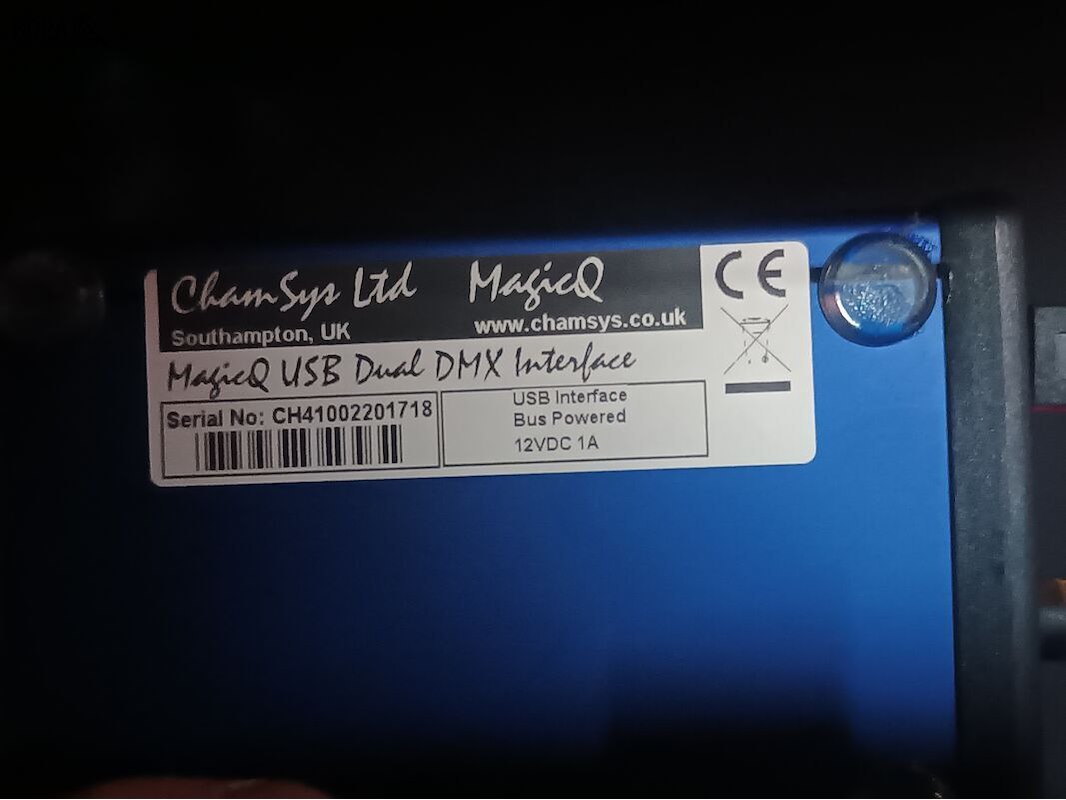 ChamSys Ltd MagicQ
Southampton, UK www.chamsys.co.uk
CE
MagicQ USB Dual DMX Interface
Serial No: CH41002201718
USB Interface
Bus Powered
12VDC 1A